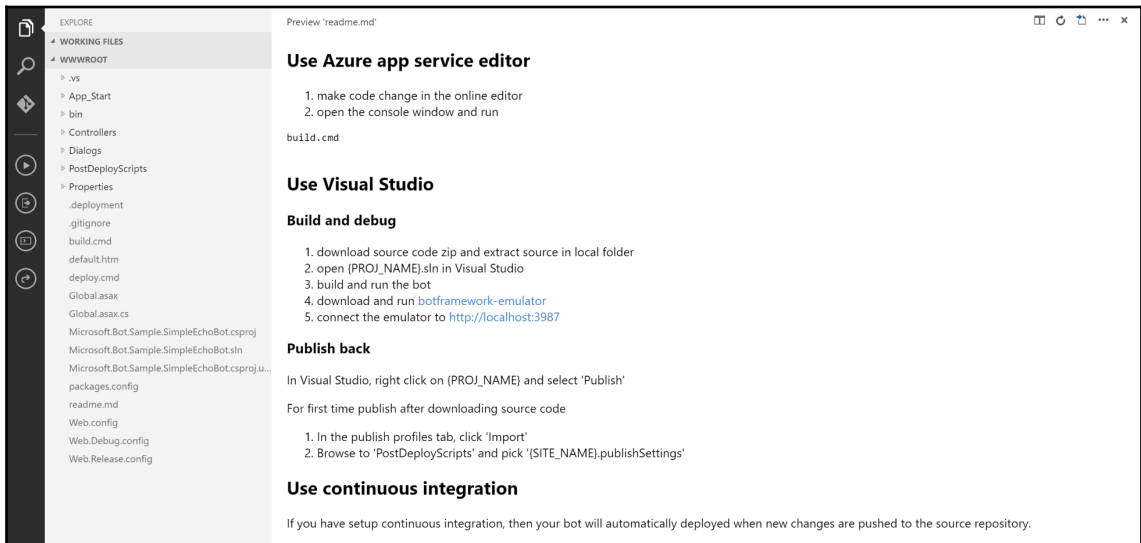 EXPLORE
WORKING FILES
WWWROOT
.vs
App_Start
bin
Controllers
Dialogs
PostDeployScripts
Properties
.deployment
.gitignore
build.cmd
default.htm
deploy.cmd
Global.asax
Global.asax.cs
Microsoft.Bot.Sample.SimpleEchoBot.csproj
Microsoft.Bot.Sample.SimpleEchoBot.sln
Microsoft.Bot.Sample.SimpleEchoBot.csproj.u...
packages.config
readme.md
Web.config
Web.Debug.config
Web.Release.config
Preview 'readme.md'
Use Azure app service editor
1. make code change in the online editor
2. open the console window and run
build.cmd
Use Visual Studio
Build and debug
1. download source code zip and extract source in local folder
2. open {PROJ_NAME}.sln in Visual Studio
3. build and run the bot
4. download and run botframework-emulator
5. connect the emulator to http://localhost:3987
Publish back
In Visual Studio, right click on {PROJ_NAME} and select 'Publish'
For first time publish after downloading source code
1. In the publish profiles tab, click 'Import'
2. Browse to 'PostDeployScripts' and pick '{SITE_NAME}.publishSettings'
Use continuous integration
If you have setup continuous integration, then your bot will automatically deployed when new changes are pushed to the source repository.